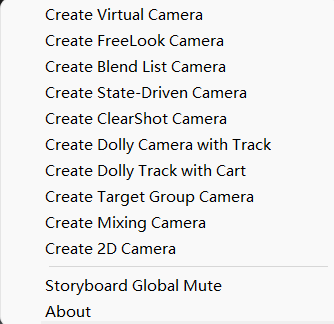 Create Virtual Camera
Create FreeLook Camera
Create Blend List Camera
Create State-Driven Camera
Create ClearShot Camera
Create Dolly Camera with Track
Create Dolly Track with Cart
Create Target Group Camera
Create Mixing Camera
Create 2D Camera
Storyboard Global Mute
About